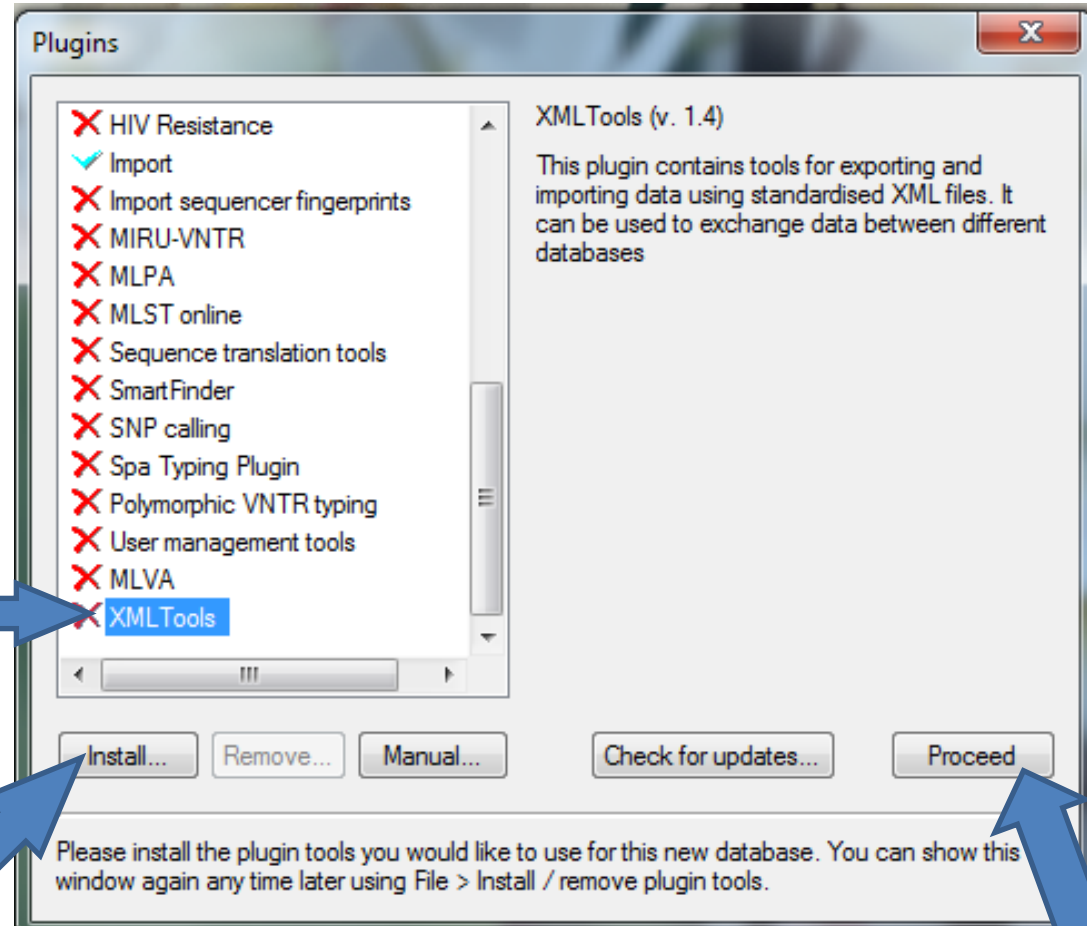 Plugins
HIV Resistance
Import
Import sequencer fingerprints
MIRU-VNTR
MLPA
MLST online
Sequence translation tools
SmartFinder
SNP calling
Spa Typing Plugin
Polymorphic VNTR typing
User management tools
MLVA
XMLTools
XMLTools (v. 1.4)
This plugin contains tools for exporting and
importing data using standardised XML files. It
can be used to exchange data between different
databases
Install... Remove... Manual... Check for updates... Proceed
Please install the plugin tools you would like to use for this new database. You can show this
window again any time later using File > Install / remove plugin tools.